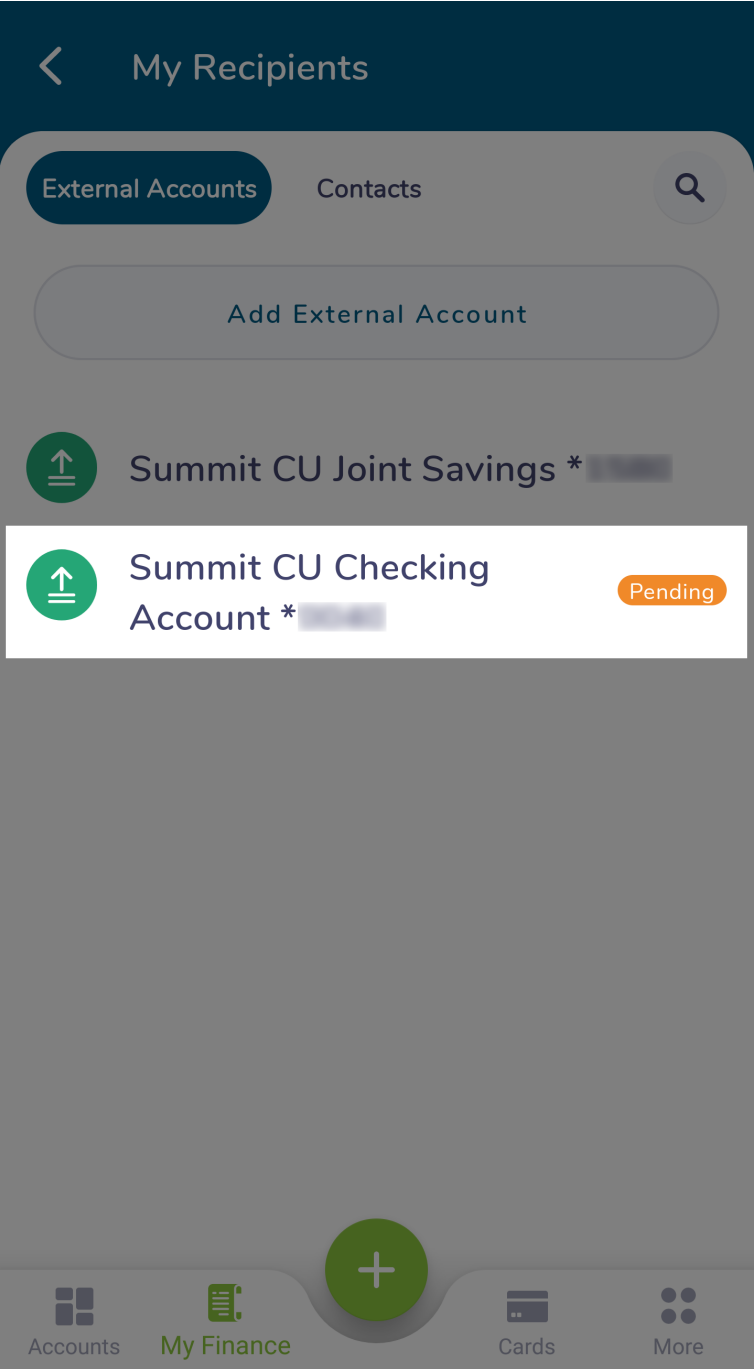 My Recipients
External Accounts Contacts
Add External Account
Summit CU Joint Savings *
Summit CU Checking
Account *
Pending
Accounts My Finance Cards More